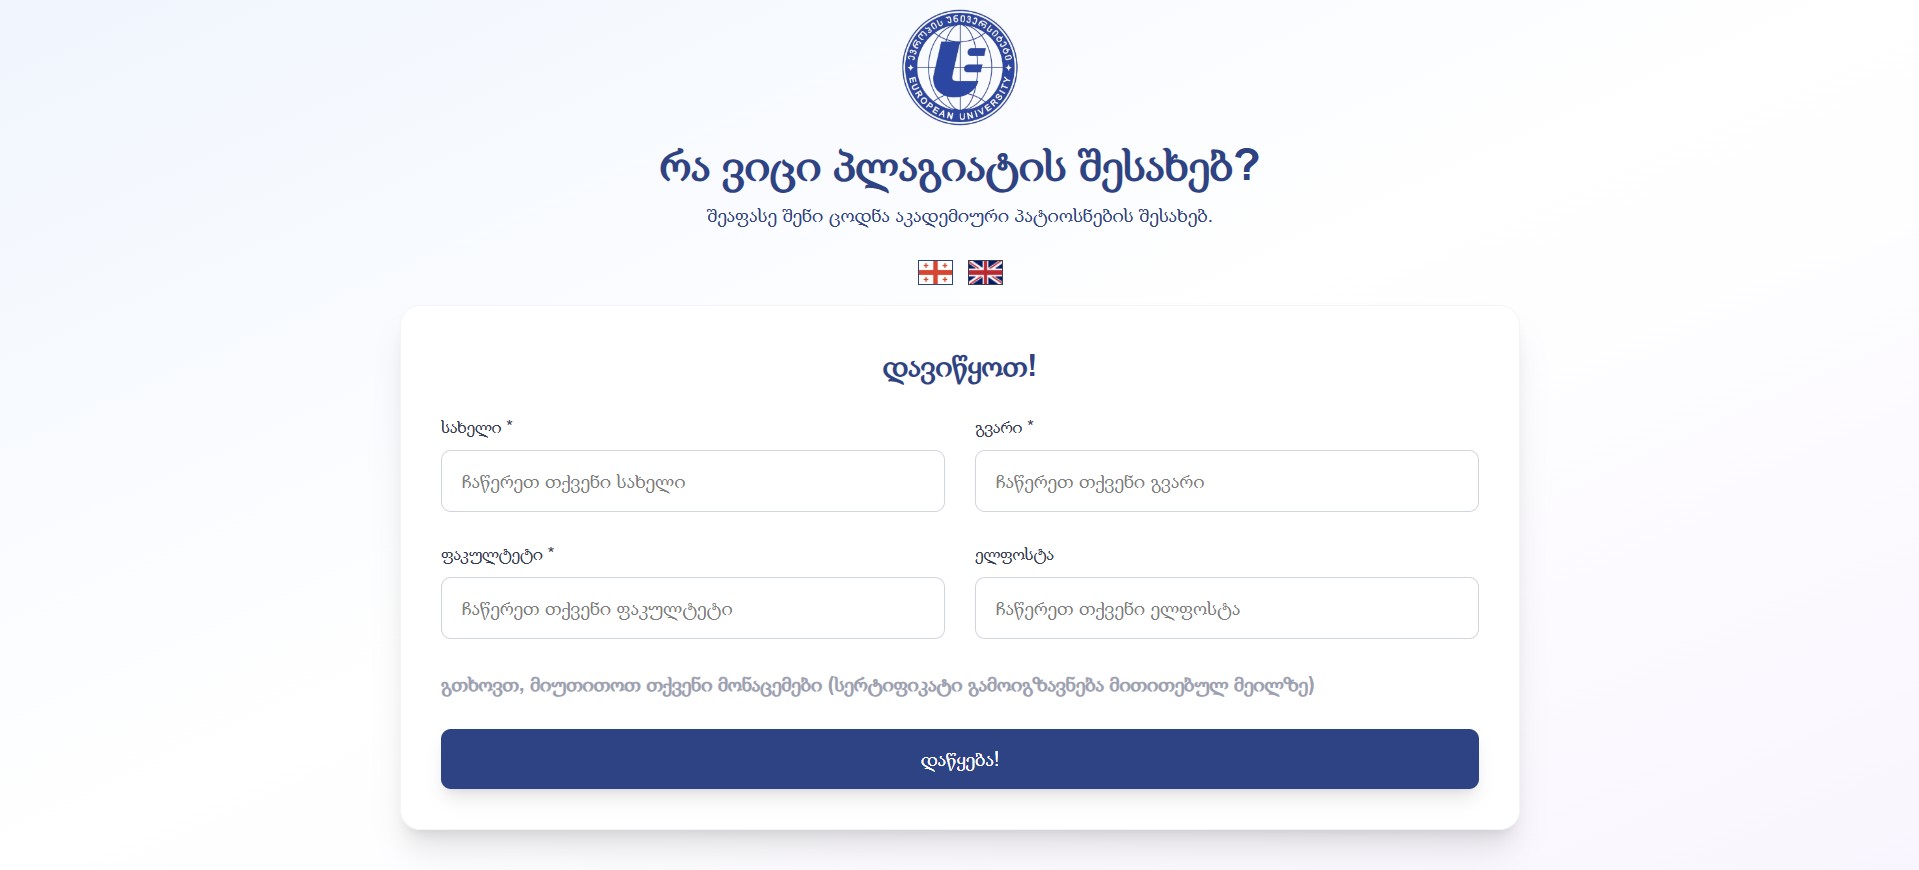 ევროპის უნივერსიტეტი
EUROPEAN UNIVERSITY
რა ვიცი პლაგიატის შესახებ?
შეაფასე შენი ცოდნა აკადემიური პატიოსნების შესახებ.
დავიწყოთ!
სახელი *
გვარი *
ჩაწერეთ თქვენი სახელი
ჩაწერეთ თქვენი გვარი
ფაკულტეტი *
ელფოსტა
ჩაწერეთ თქვენი ფაკულტეტი
ჩაწერეთ თქვენი ელფოსტა
გთხოვთ, მიუთითოთ თქვენი მონაცემები (სერტიფიკატი გამოიგზავნება მითითებულ მეილზე)
დაწყება!